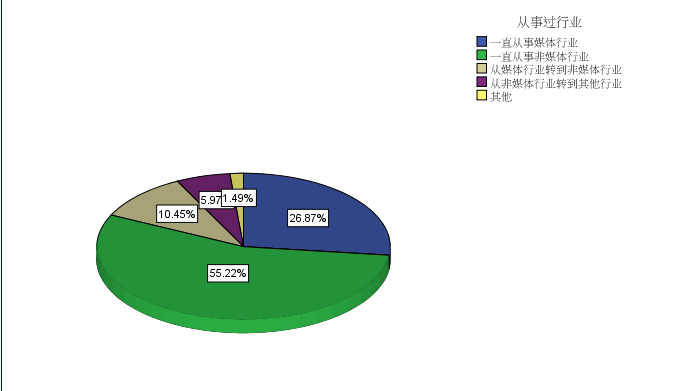 从事过行业
一直从事媒体行业
一直从事非媒体行业
从媒体行业转到非媒体行业
从非媒体行业转到其他行业
其他
5.97
1.49%
10.45%
26.87%
55.22%